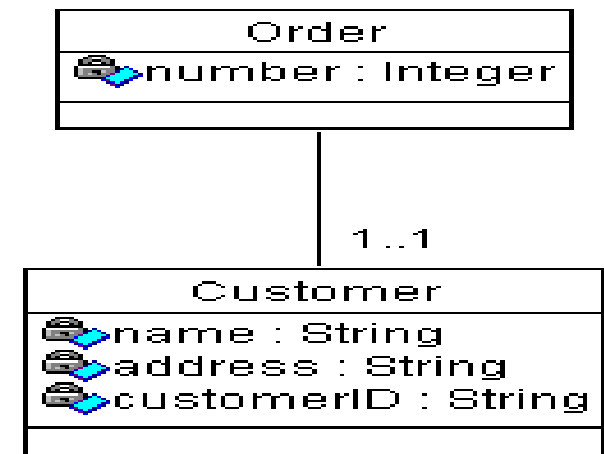 Order
number : Integer
1..1
Customer
name : String
address : String
customerID : String